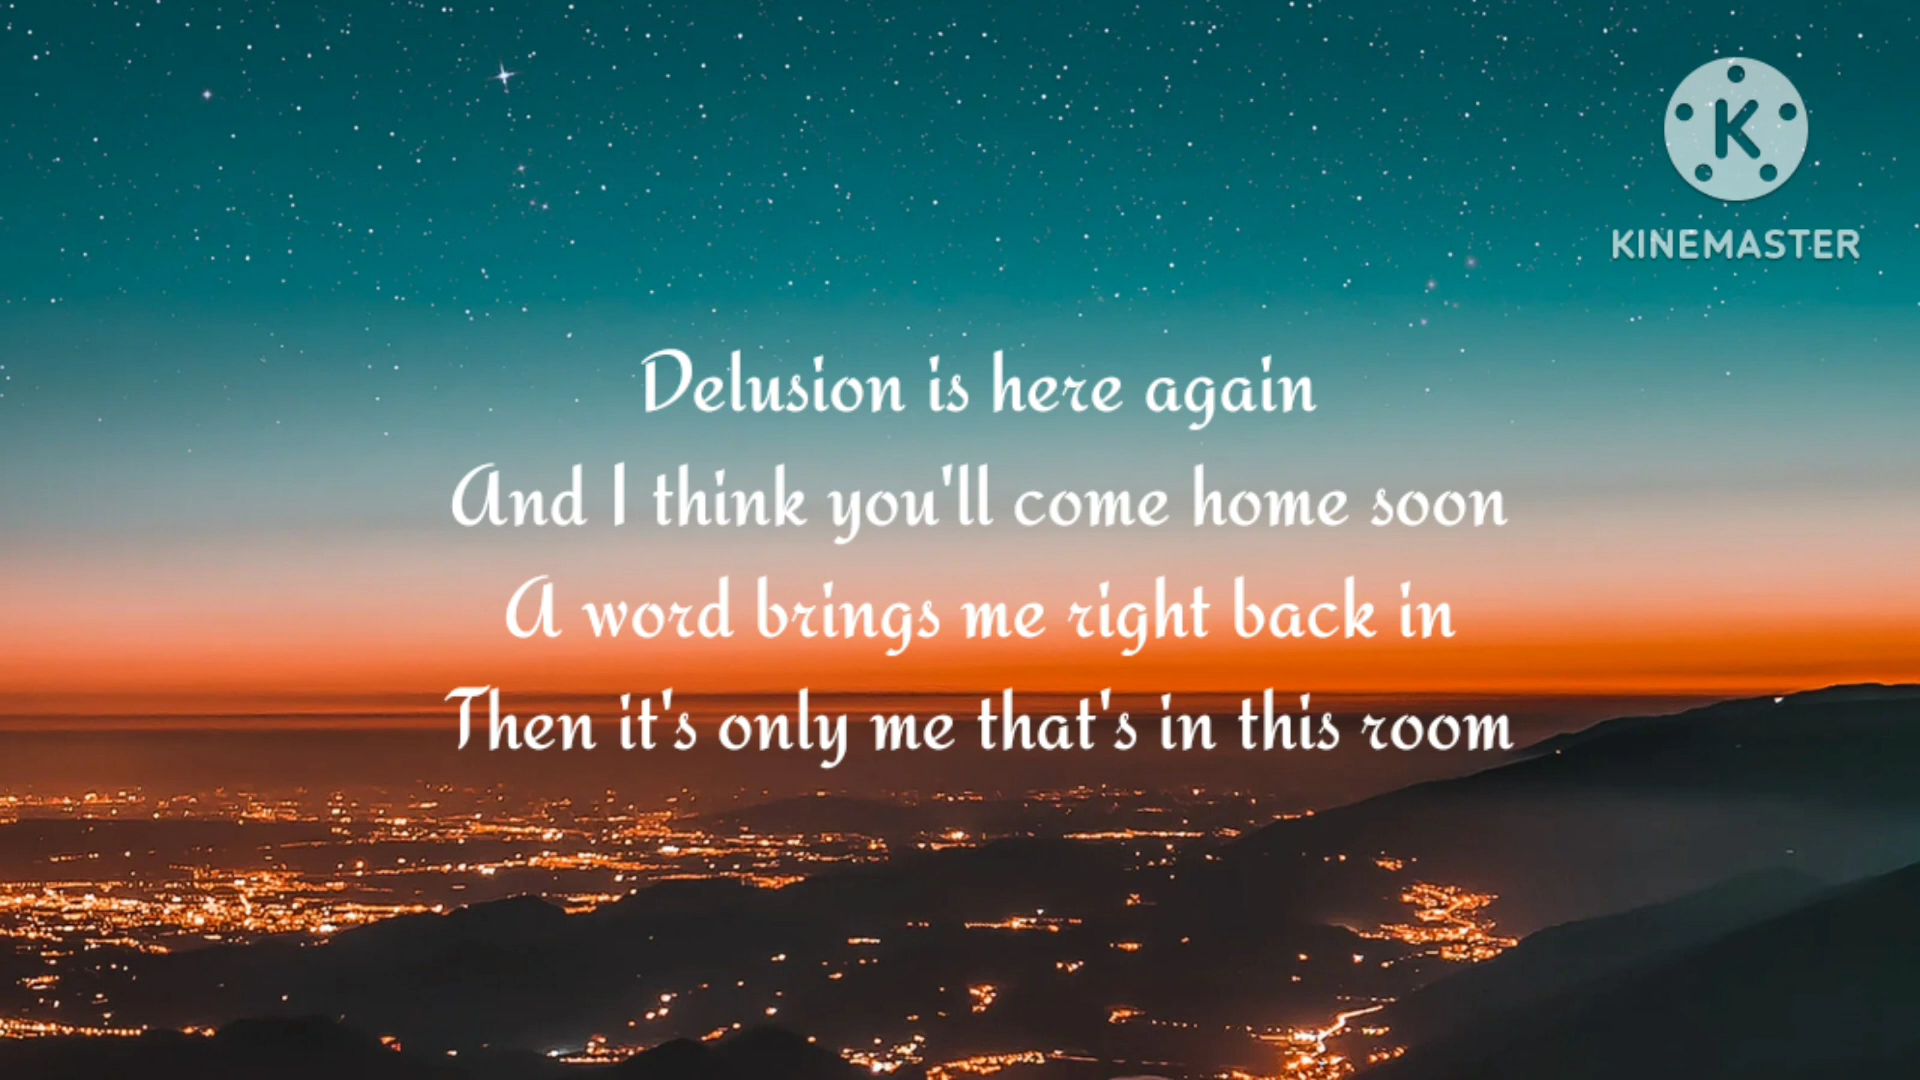 K
KINEMASTER
Delusion is here again
And I think you'll come home soon
A word brings me right back in
Then it's only me that's in this room